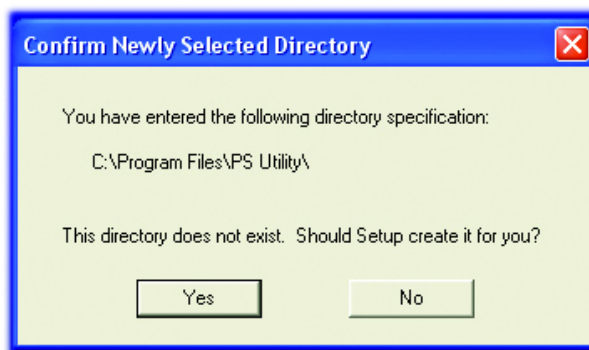 Confirm Newly Selected Directory
You have entered the following directory specification:
C:\Program Files\PS Utility\
This directory does not exist.  Should Setup create it for you?
Yes
No